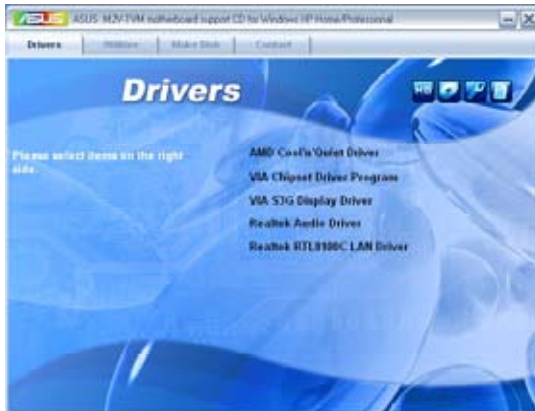 ASUS M2V-TVM motherboard support CD for Windows XP Home/Professional
Drivers Utilities Make Disk Contact
Drivers
Please select items on the right side.
AMD Cool'n'Quiet Driver
VIA Chipset Driver Program
VIA S3G Display Driver
Realtek Audio Driver
Realtek RTL8100C LAN Driver